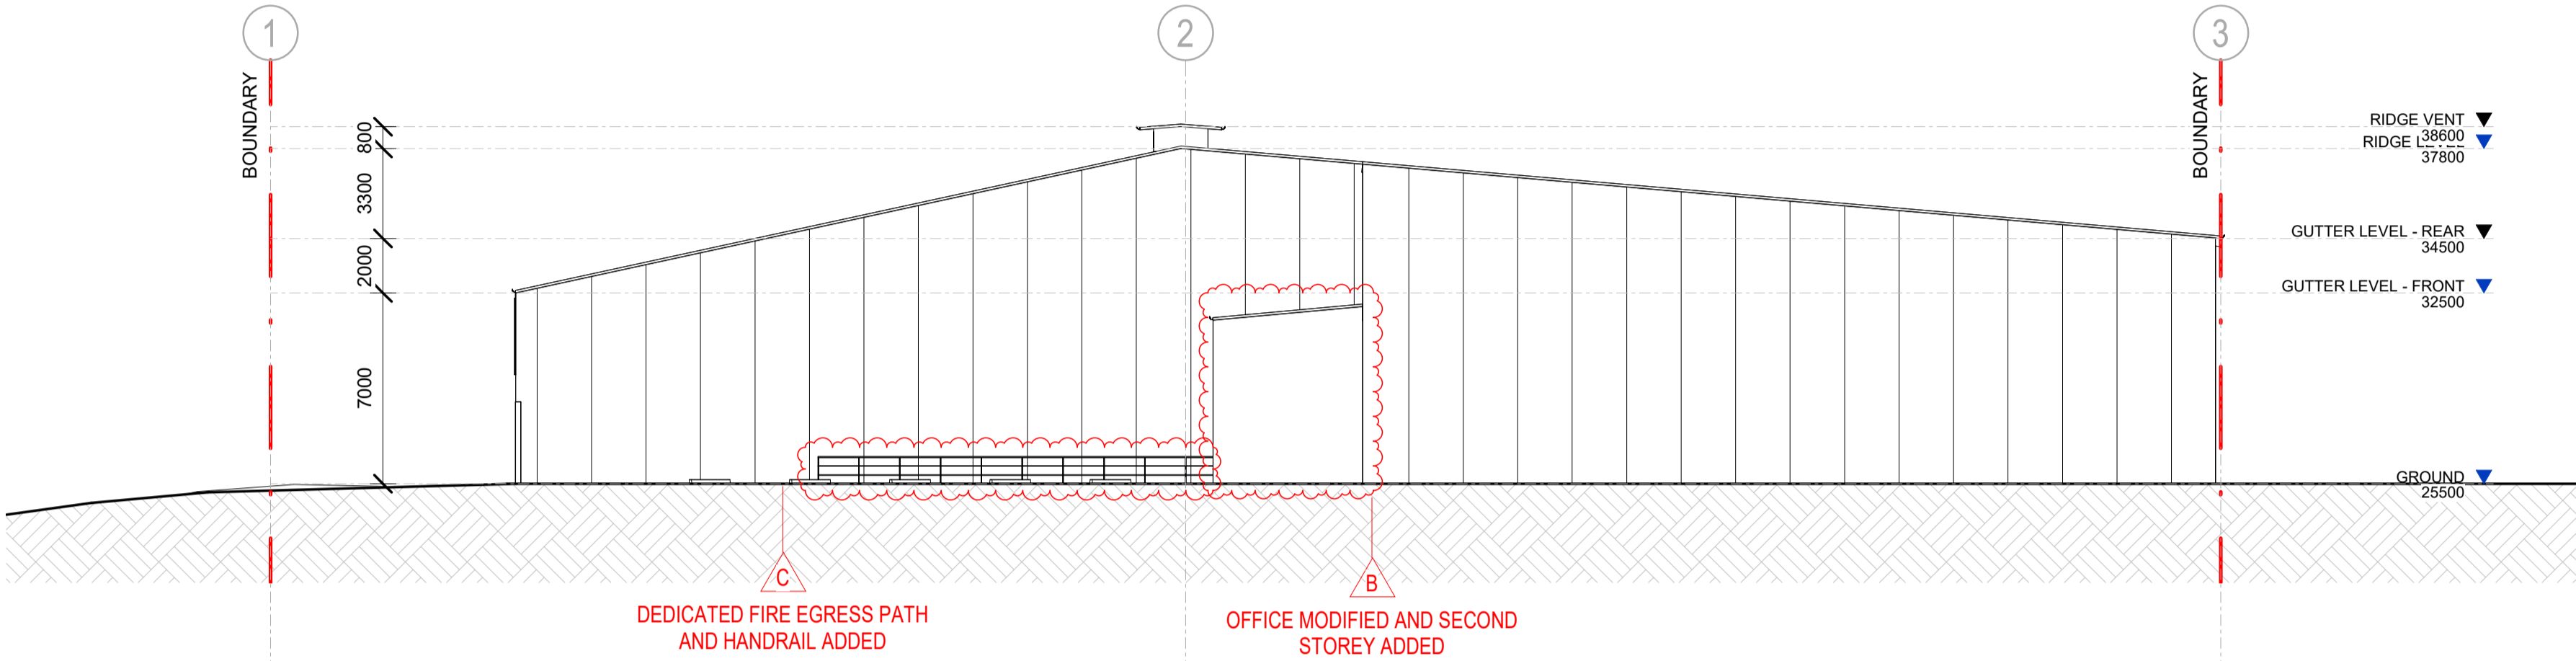 1
2
3
BOUNDARY
BOUNDARY
800
3300
2000
7000
RIDGE VENT
38600
RIDGE
37800
GUTTER LEVEL - REAR
34500
GUTTER LEVEL - FRONT
32500
GROUND
25500
C
DEDICATED FIRE EGRESS PATH
AND HANDRAIL ADDED
B
OFFICE MODIFIED AND SECOND
STOREY ADDED